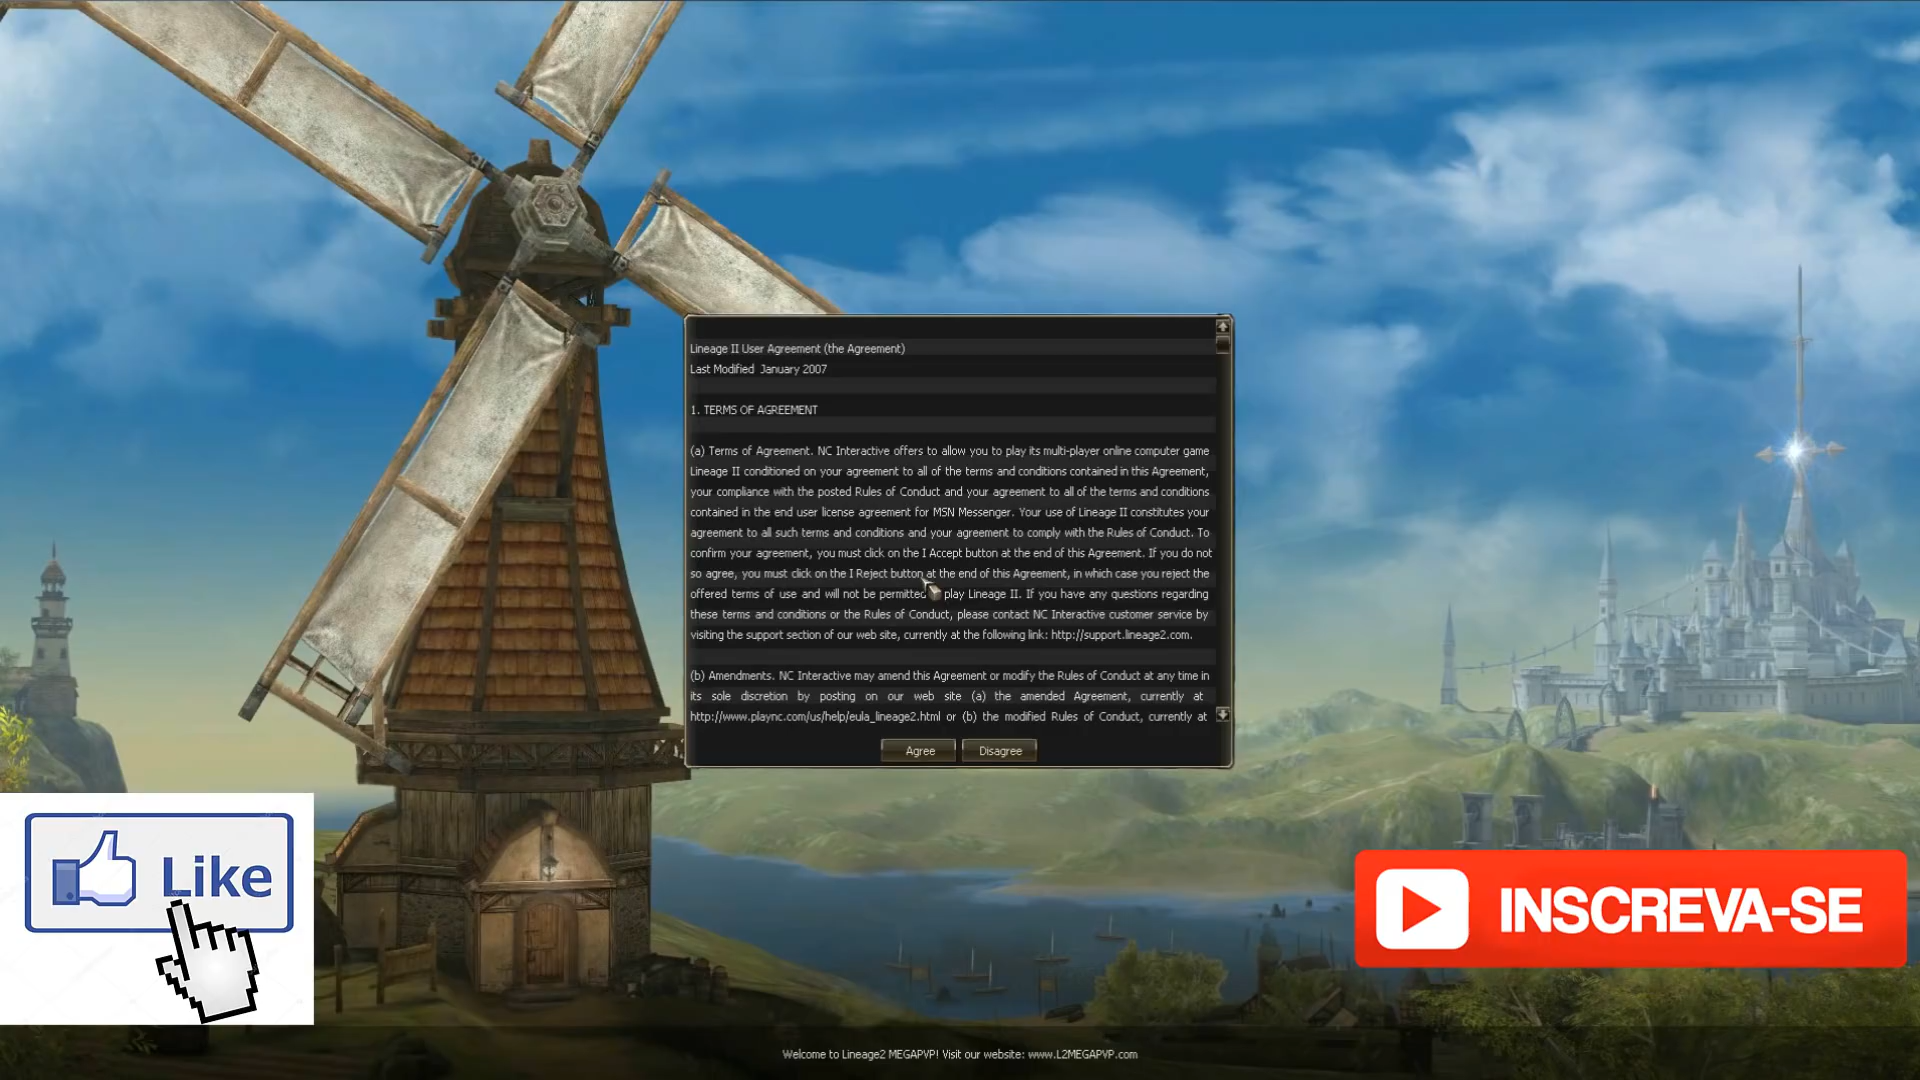 Lineage II User Agreement (the Agreement)
Last Modified January 2007
1. TERMS OF AGREEMENT
(a) Terms of Agreement. NC Interactive offers to allow you to play its multi-player online computer game
Lineage II conditioned on your agreement to all of the terms and conditions contained in this Agreement,
your compliance with the posted Rules of Conduct and your agreement to all of the terms and conditions
contained in the end user license agreement for MSN Messenger. Your use of Lineage II constitutes your
agreement to all such terms and conditions and your agreement to comply with the Rules of Conduct. To
confirm your agreement, you must click on the I Accept button at the end of this Agreement. If you do not
so agree, you must click on the I Reject button at the end of this Agreement, in which case you reject the
offered terms of use and will not be permitted play Lineage II. If you have any questions regarding
these terms and conditions or the Rules of Conduct, please contact NC Interactive customer service by
visiting the support section of our web site, currently at the following link: http://support.lineage2.com.
(b) Amendments. NC Interactive may amend this Agreement or modify the Rules of Conduct at any time in
its sole discretion by posting on our web site (a) the amended Agreement, currently at
http://www.plaync.com/us/help/eula_lineage2.html or (b) the modified Rules of Conduct, currently at
Agree Disagree
Like
INSCREVA-SE
Welcome to Lineage2 MEGAPVP! Visit our website: www.L2MEGAPVP.com